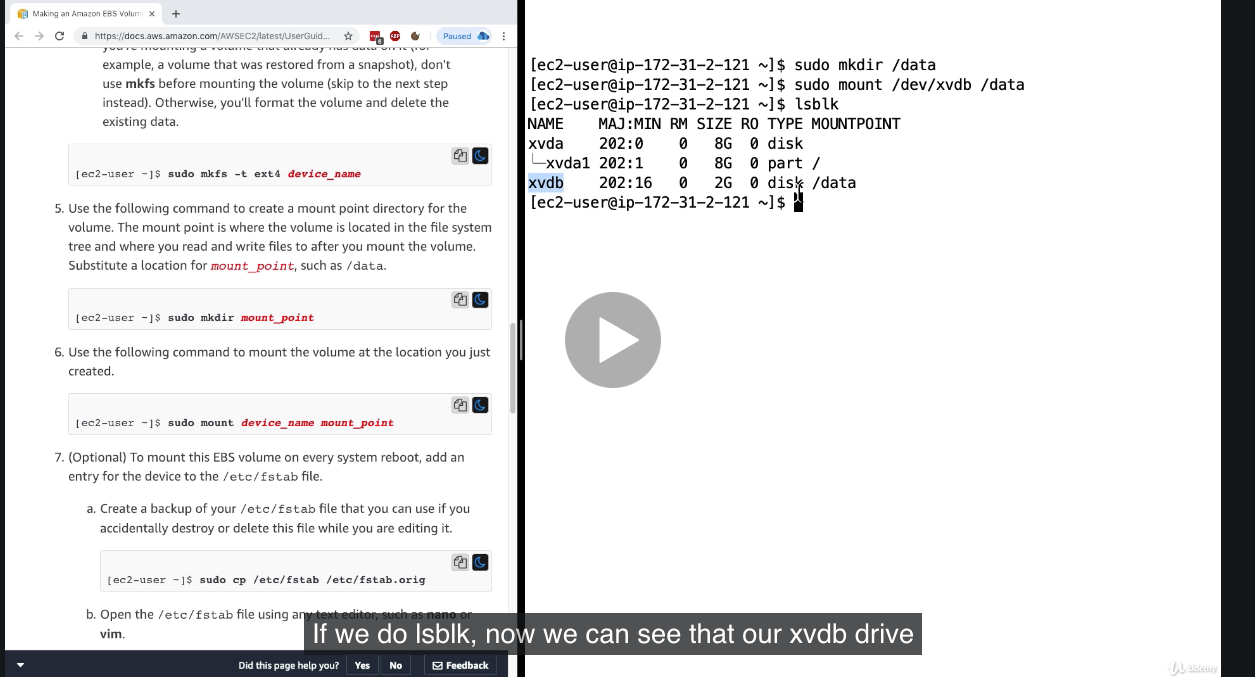 Making an Amazon EBS Volum
https://docs.aws.amazon.com/AWSEC2/latest/UserGuid...
Paused
example, a volume that was restored from a snapshot), don't
use mkfs before mounting the volume (skip to the next step
instead). Otherwise, you'll format the volume and delete the
existing data.
[ec2-user ~]$ sudo mkfs -t ext4 device_name
5. Use the following command to create a mount point directory for the
volume. The mount point is where the volume is located in the file system
tree and where you read and write files to after you mount the volume.
Substitute a location for mount_point, such as /data.
[ec2-user ~]$ sudo mkdir mount_point
6. Use the following command to mount the volume at the location you just
created.
[ec2-user ~]$ sudo mount device_name mount_point
7. (Optional) To mount this EBS volume on every system reboot, add an
entry for the device to the /etc/fstab file.
a. Create a backup of your /etc/fstab file that you can use if you
accidentally destroy or delete this file while you are editing it.
[ec2-user ~]$ sudo cp /etc/fstab /etc/fstab.orig
b. Open the /etc/fstab file using any text editor, such as nano or
vim.
Did this page help you? Yes No Feedback
[ec2-user@ip-172-31-2-121 ~]$ sudo mkdir /data
[ec2-user@ip-172-31-2-121 ~]$ sudo mount /dev/xvdb /data
[ec2-user@ip-172-31-2-121 ~]$ lsblk
NAME MAJ:MIN RM SIZE RO TYPE MOUNTPOINT
xvda 202:0 0 8G 0 disk
└─xvda1 202:1 0 8G 0 part /
xvdb 202:16 0 2G 0 disk /data
[ec2-user@ip-172-31-2-121 ~]$
If we do lsblk, now we can see that our xvdb drive
Udemy